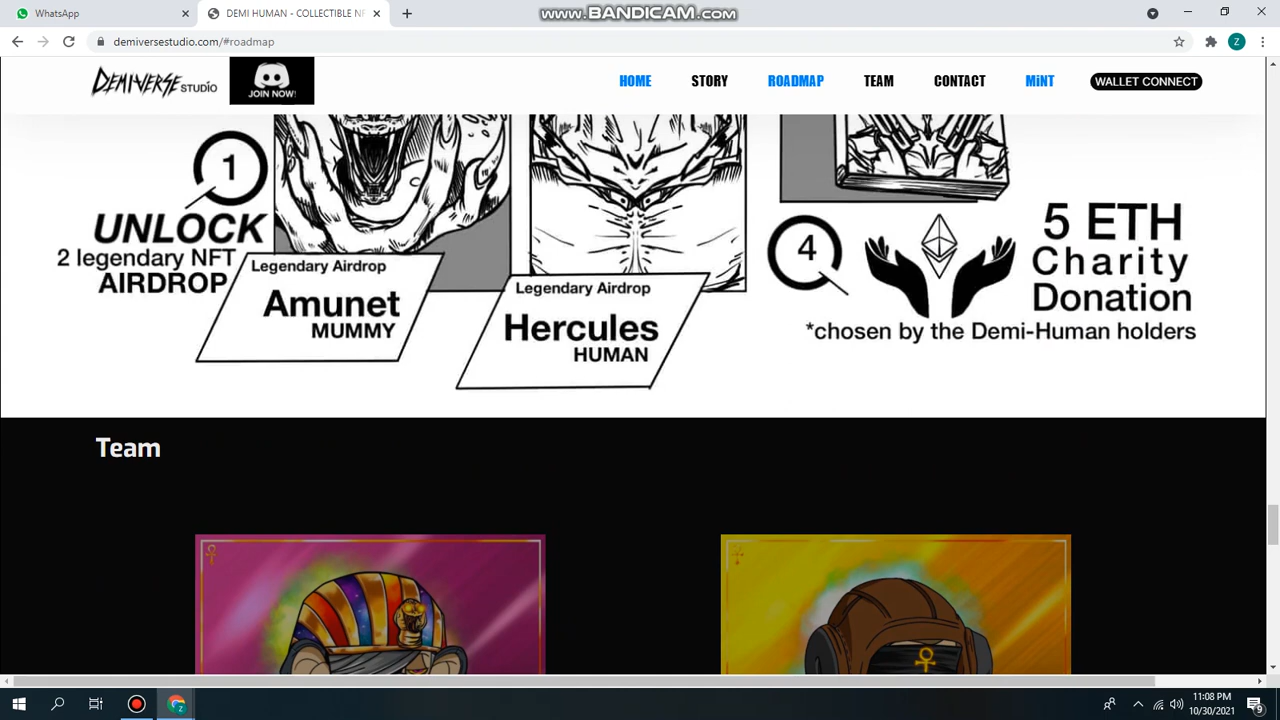 WhatsApp
DEMI HUMAN - COLLECTIBLE NF
www.BANDICAM.com
demiversestudio.com/#roadmap
Z
DEMIVERSE STUDIO
JOIN NOW!
HOME
STORY
ROADMAP
TEAM
CONTACT
MiNT
WALLET CONNECT
1
UNLOCK
2 legendary NFT
AIRDROP
Legendary Airdrop
Amunet
MUMMY
Legendary Airdrop
Hercules
HUMAN
4
5 ETH
Charity
Donation
*chosen by the Demi-Human holders
Team
11:08 PM
10/30/2021